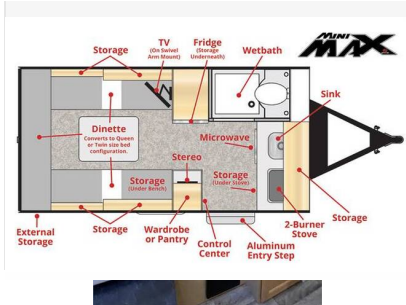 MINI
MAX
Storage
TV
(On Swivel
Arm Mount)
Fridge
(Storage
Underneath)
Wetbath
Sink
Dinette
Converts to Queen
or Twin size bed
configuration.
Microwave
Stereo
Storage
(Under Bench)
Storage
(Under Stove)
External
Storage
Storage
Wardrobe
or Pantry
Control
Center
Aluminum
Entry Step
2-Burner
Stove
Storage